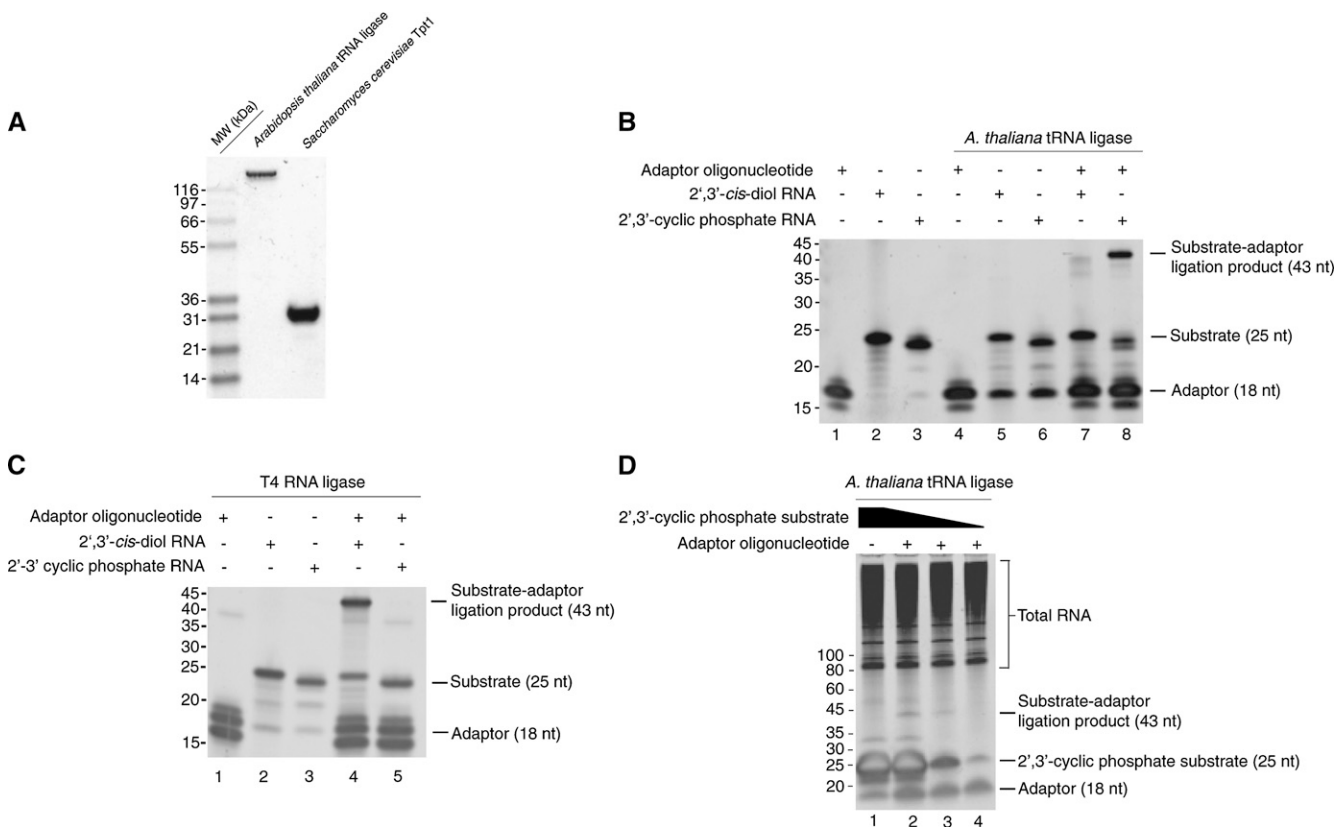 A
MW (kDa)
Arabidopsis thaliana tRNA ligase
Saccharomyces cerevisiae Tpt1
116-
97-
66-
55-
36-
31-
21-
14-
B
A. thaliana tRNA ligase
Adaptor oligonucleotide + - - + - - + +
2‘,3’-cis-diol RNA - + - - + - + -
2’,3’-cyclic phosphate RNA - - + - - + - +
45-
40-
35-
30-
25-
20-
15-
Substrate-adaptor
ligation product (43 nt)
Substrate (25 nt)
Adaptor (18 nt)
1 2 3 4 5 6 7 8
C
T4 RNA ligase
Adaptor oligonucleotide + - - + +
2‘,3’-cis-diol RNA - + - + -
2’-3’ cyclic phosphate RNA - - + - +
45-
40-
35-
30-
25-
20-
15-
Substrate-adaptor
ligation product (43 nt)
Substrate (25 nt)
Adaptor (18 nt)
1 2 3 4 5
D
A. thaliana tRNA ligase
2’,3’-cyclic phosphate substrate
Adaptor oligonucleotide - + + +
100-
80-
60-
45-
35-
30-
25-
20-
Total RNA
Substrate-adaptor
ligation product (43 nt)
2’,3’-cyclic phosphate substrate (25 nt)
Adaptor (18 nt)
1 2 3 4